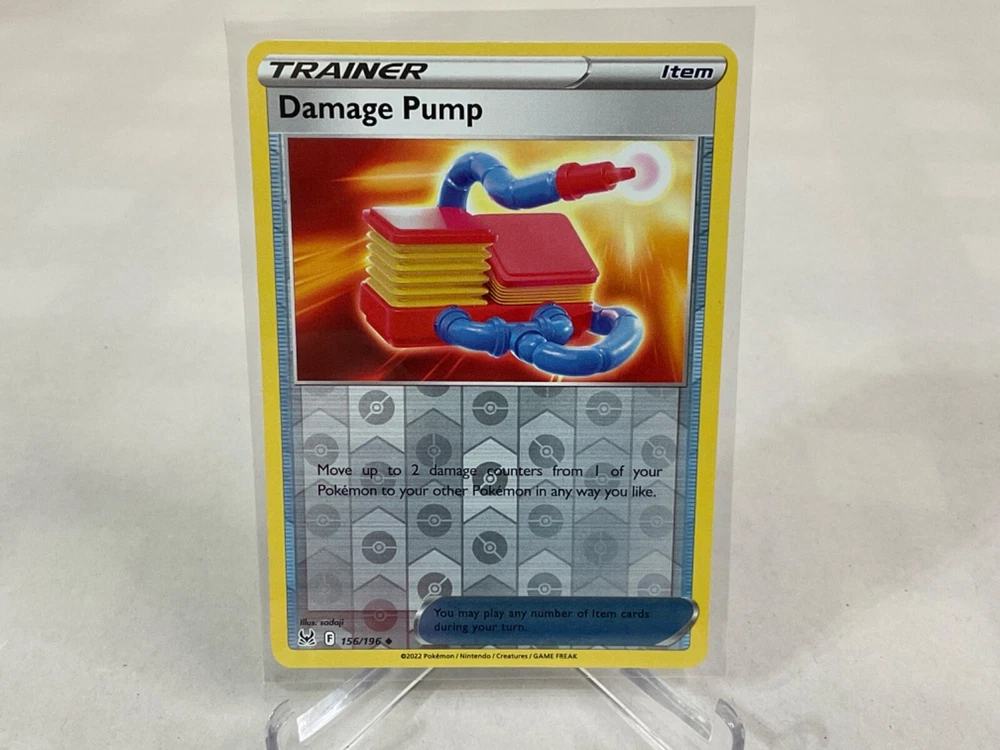 TRAINER Item
Damage Pump
Move up to 2 damage counters from 1 of your
Pokémon to your other Pokémon in any way you like.
You may play any number of Item cards
during your turn.
Illus. sadaji
F 156/196
©2022 Pokémon / Nintendo / Creatures / GAME FREAK